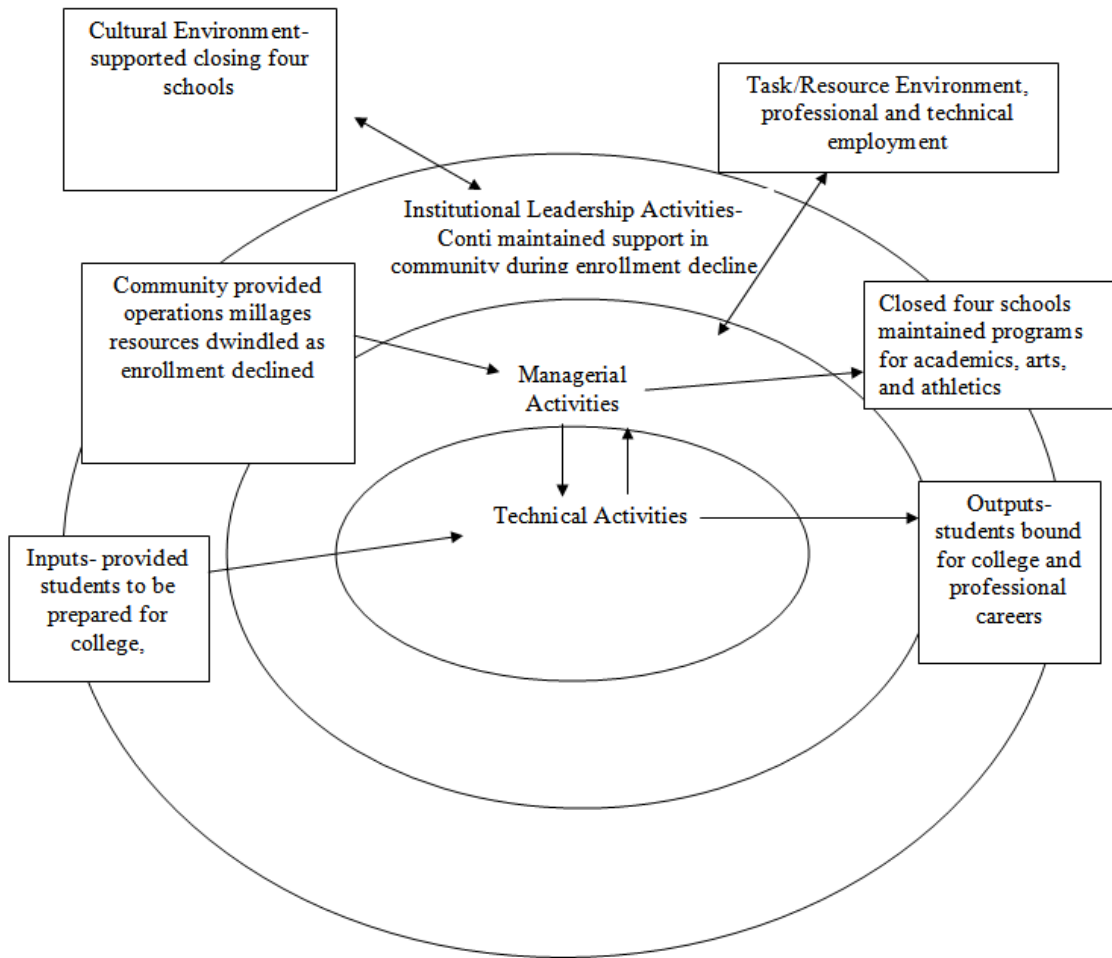 Cultural Environment-
supported closing four
schools
Task/Resource Environment,
professional and technical
employment
Institutional Leadership Activities-
Conti maintained support in
community during enrollment decline
Community provided
operations millages
resources dwindled as
enrollment declined
Closed four schools
maintained programs
for academics, arts,
and athletics
Managerial
Activities
Technical Activities
Inputs- provided
students to be
prepared for
college,
Outputs-
students bound
for college and
professional
careers